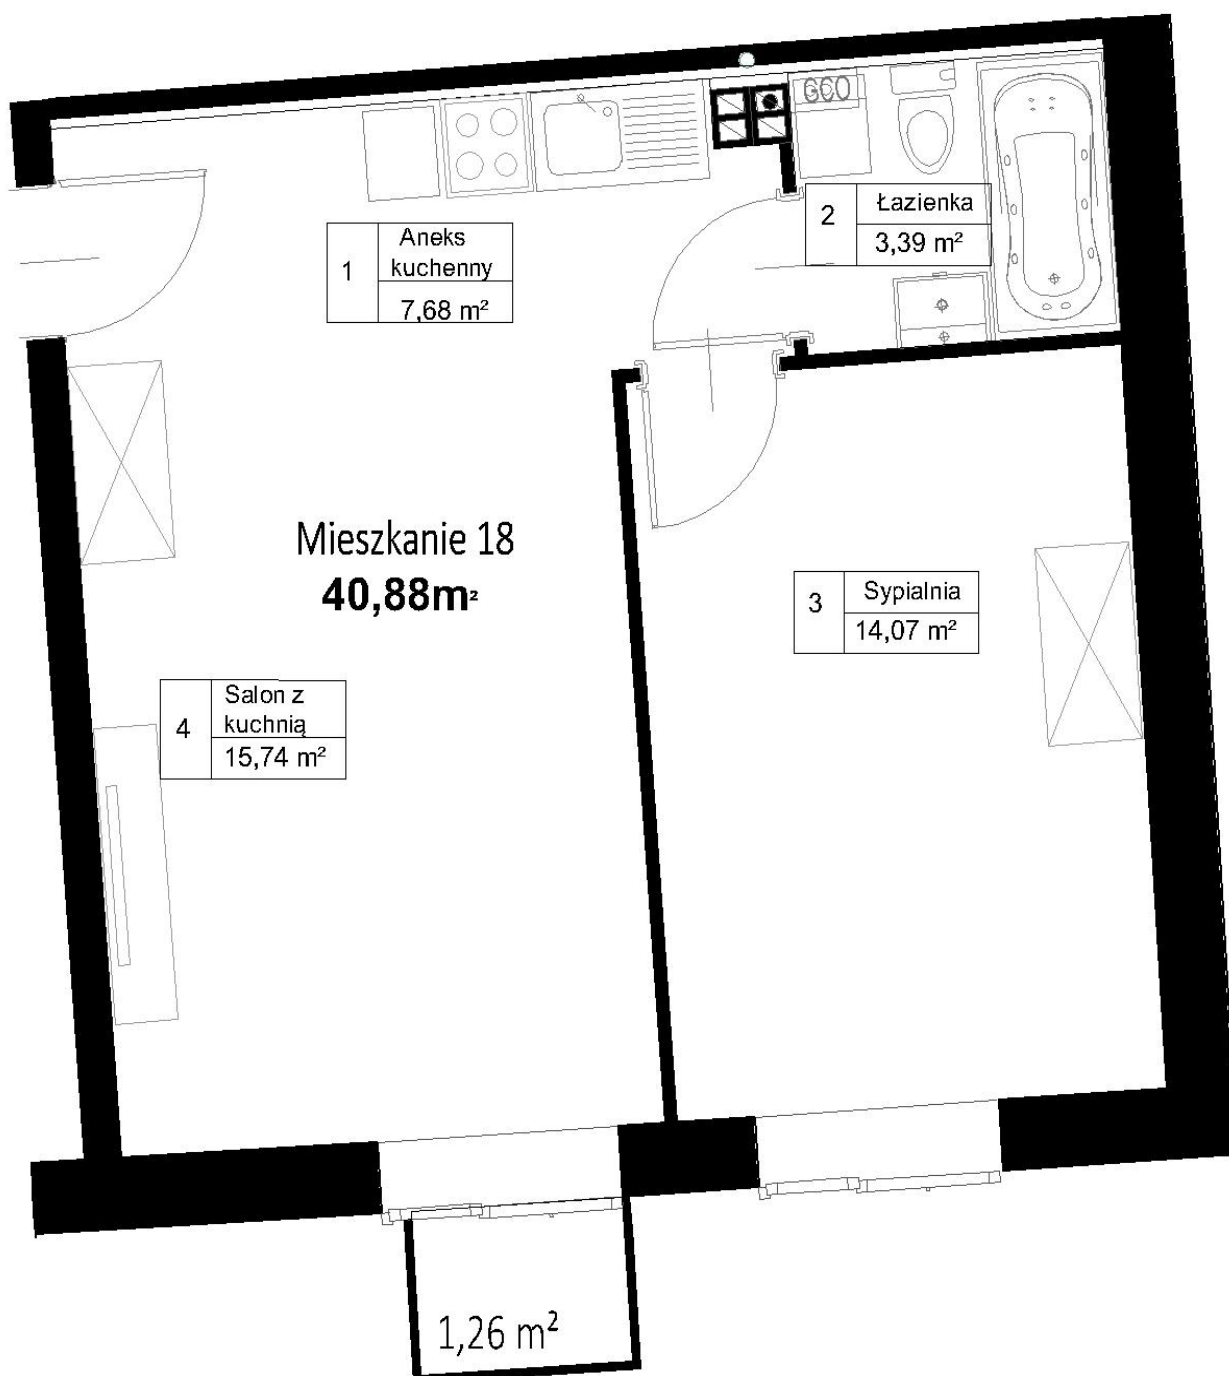 GCO
2
Łazienka
3,39 m²
1
Aneks
kuchenny
7,68 m²
Mieszkanie 18
40,88m²
3
Sypialnia
14,07 m²
4
Salon z
kuchnią
15,74 m²
1,26 m²